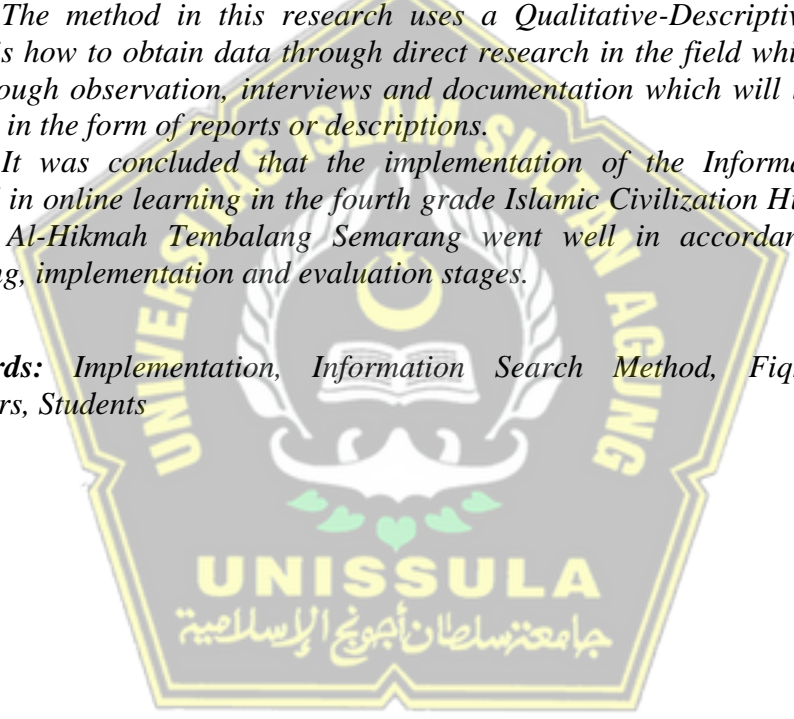 The method in this research uses a Qualitative-Descriptiv
s how to obtain data through direct research in the field whi
ough observation, interviews and documentation which will
in the form of reports or descriptions.
It was concluded that the implementation of the Informa
in online learning in the fourth grade Islamic Civilization Hi
Al-Hikmah Tembalang Semarang went well in accordan
ng, implementation and evaluation stages.
rds: Implementation, Information Search Method, Fiq
rs, Students
UNIVERSITAS ISLAM SULTAN AGUNG
UNISSULA
جامعة سلطان أجونج الإسلامية